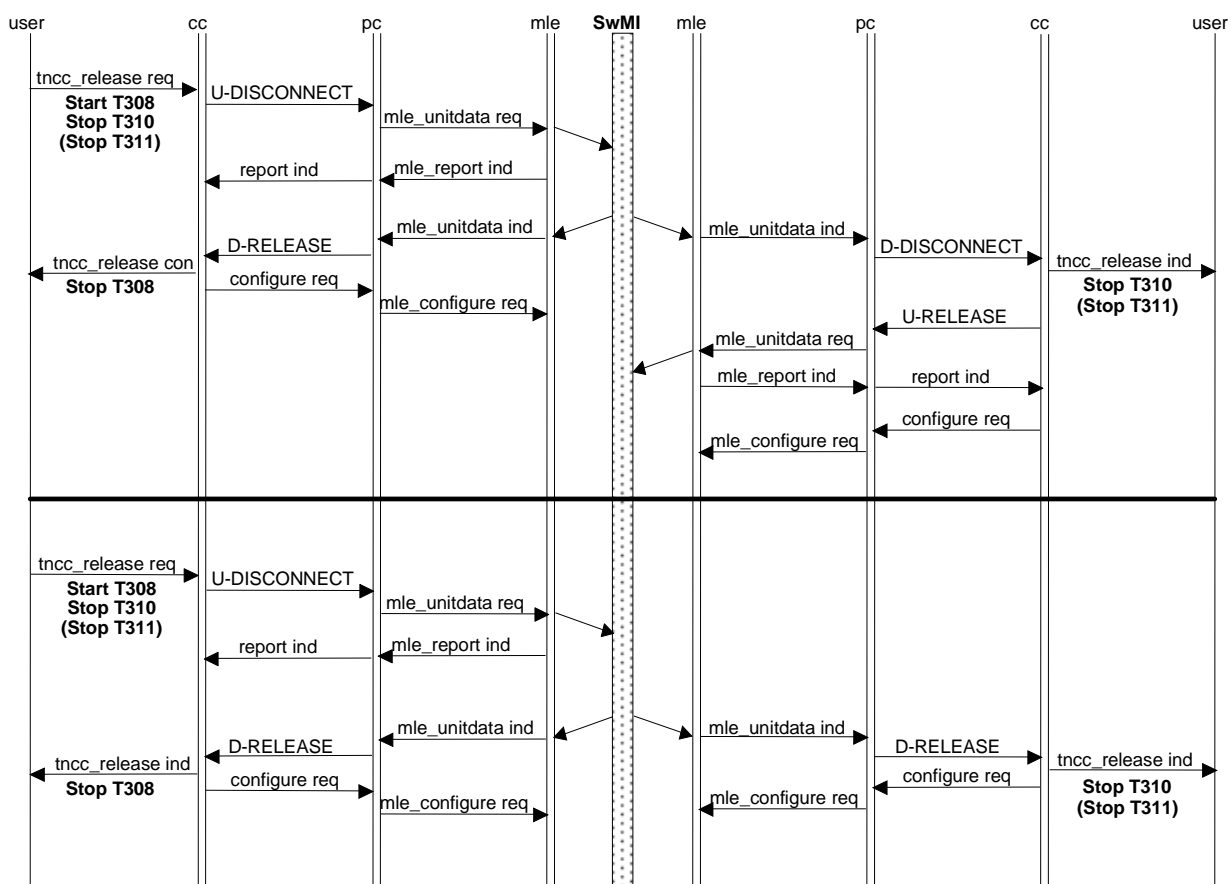 user cc pc mle SwMI mle pc cc user
tncc_release req
Start T308
Stop T310
(Stop T311)
U-DISCONNECT
mle_unitdata req
report ind
mle_report ind
mle_unitdata ind
D-RELEASE
tncc_release con
Stop T308
configure req
mle_configure req
mle_unitdata ind
D-DISCONNECT
tncc_release ind
Stop T310
(Stop T311)
U-RELEASE
mle_unitdata req
mle_report ind
report ind
configure req
mle_configure req
tncc_release req
Start T308
Stop T310
(Stop T311)
U-DISCONNECT
mle_unitdata req
report ind
mle_report ind
mle_unitdata ind
D-RELEASE
tncc_release ind
Stop T308
configure req
mle_configure req
mle_unitdata ind
D-RELEASE
tncc_release ind
Stop T310
(Stop T311)
configure req
mle_configure req